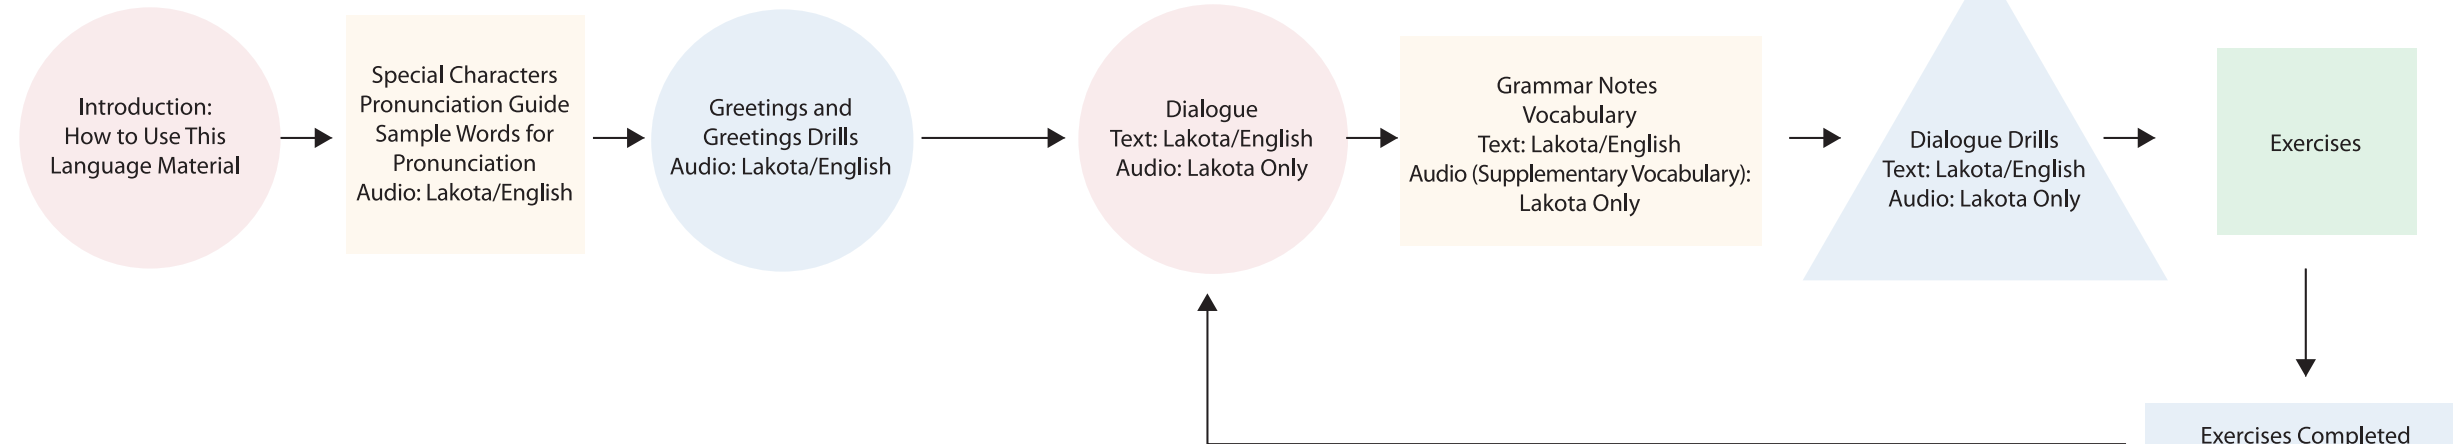 Introduction:
How to Use This
Language Material
Special Characters
Pronunciation Guide
Sample Words for
Pronunciation
Audio: Lakota/English
Greetings and
Greetings Drills
Audio: Lakota/English
Dialogue
Text: Lakota/English
Audio: Lakota Only
Grammar Notes
Vocabulary
Text: Lakota/English
Audio (Supplementary Vocabulary):
Lakota Only
Dialogue Drills
Text: Lakota/English
Audio: Lakota Only
Exercises
Exercises Completed